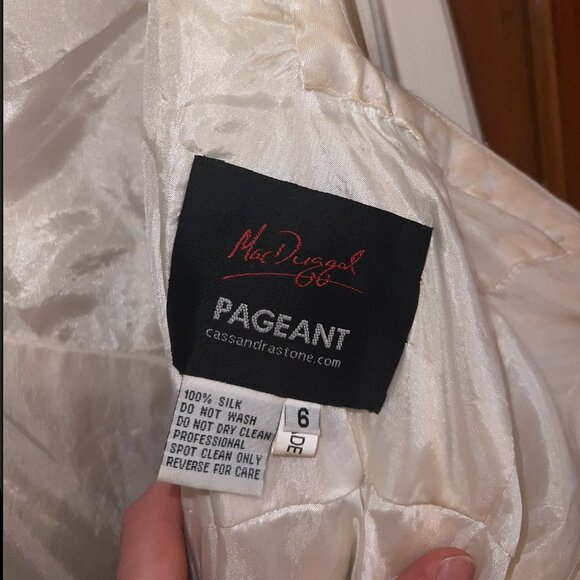 Mac Duggal
PAGEANT
cassandrastone.com
100% SILK
DO NOT WASH
DO NOT DRY CLEAN
PROFESSIONAL
SPOT CLEAN ONLY
REVERSE FOR CARE
6
ADE